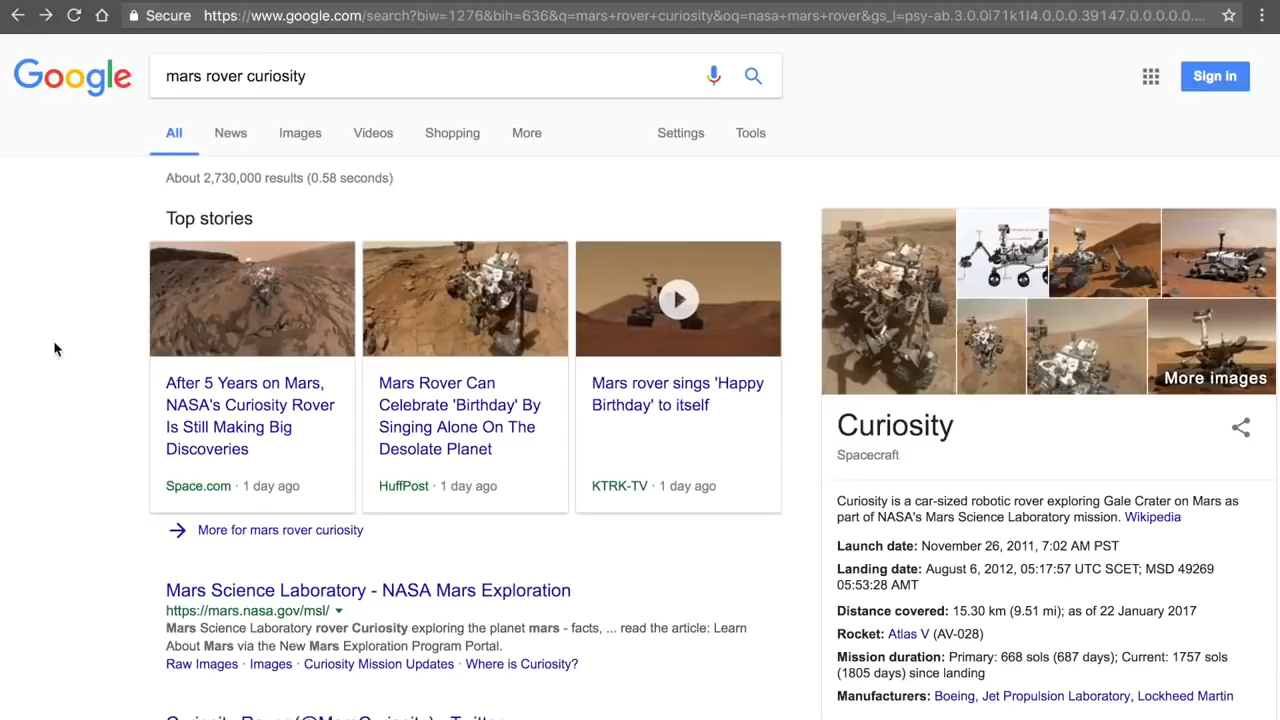 Secure https://www.google.com/search?biw=1276&bih=636&q=mars+rover+curiosity&oq=nasa+mars+rover&gs_l=psy-ab.3.0.0i71k1l4.0.0.0.39147.0.0.0.0.0....
Google
mars rover curiosity
Sign in
All News Images Videos Shopping More Settings Tools
About 2,730,000 results (0.58 seconds)
Top stories
After 5 Years on Mars,
NASA's Curiosity Rover
Is Still Making Big
Discoveries
Space.com · 1 day ago
Mars Rover Can
Celebrate 'Birthday' By
Singing Alone On The
Desolate Planet
HuffPost · 1 day ago
Mars rover sings 'Happy
Birthday' to itself
KTRK-TV · 1 day ago
More for mars rover curiosity
Mars Science Laboratory - NASA Mars Exploration
https://mars.nasa.gov/msl/
Mars Science Laboratory rover Curiosity exploring the planet mars - facts, ... read the article: Learn
About Mars via the New Mars Exploration Program Portal.
Raw Images · Images · Curiosity Mission Updates · Where is Curiosity?
Curiosity Rover (@MarsCuriosity) · Twitter
More images
Curiosity
Spacecraft
Curiosity is a car-sized robotic rover exploring Gale Crater on Mars as
part of NASA's Mars Science Laboratory mission. Wikipedia
Launch date: November 26, 2011, 7:02 AM PST
Landing date: August 6, 2012, 05:17:57 UTC SCET; MSD 49269
05:53:28 AMT
Distance covered: 15.30 km (9.51 mi); as of 22 January 2017
Rocket: Atlas V (AV-028)
Mission duration: Primary: 668 sols (687 days); Current: 1757 sols
(1805 days) since landing
Manufacturers: Boeing, Jet Propulsion Laboratory, Lockheed Martin